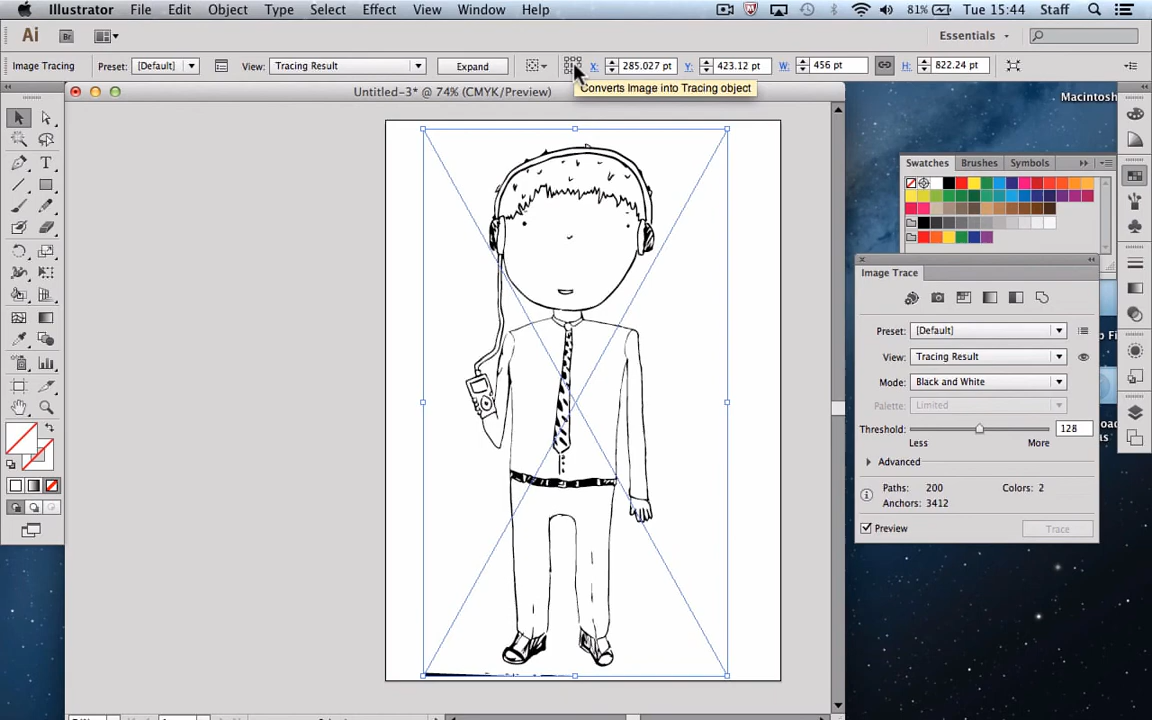 Illustrator File Edit Object Type Select Effect View Window Help 81% Tue 15:44 Staff
Ai Br Essentials
Image Tracing Preset: [Default] View: Tracing Result Expand X: 285.027 pt Y: 423.12 pt W: 456 pt H: 822.24 pt
Converts Image into Tracing object
Untitled-3* @ 74% (CMYK/Preview)
Macintosh
Swatches Brushes Symbols
Image Trace
Preset: [Default]
View: Tracing Result
Mode: Black and White
Palette: Limited
Threshold: 128
Less More
Advanced
Paths: 200 Colors: 2
Anchors: 3412
Preview Trace